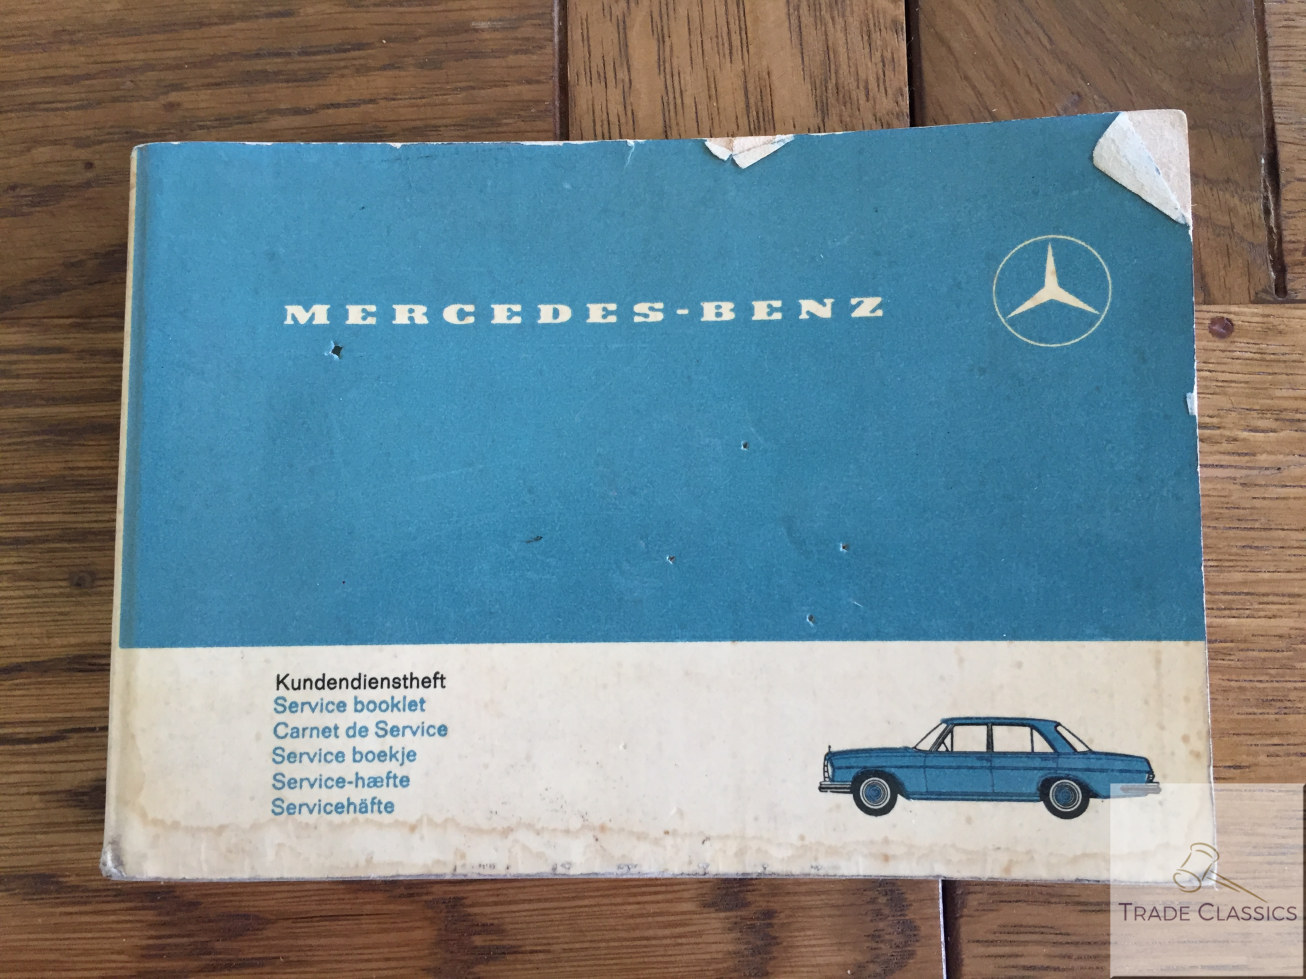 MERCEDES-BENZ
Kundendienstheft
Service booklet
Carnet de Service
Service boekje
Service-hæfte
Servicehäfte
TRADE CLASSICS